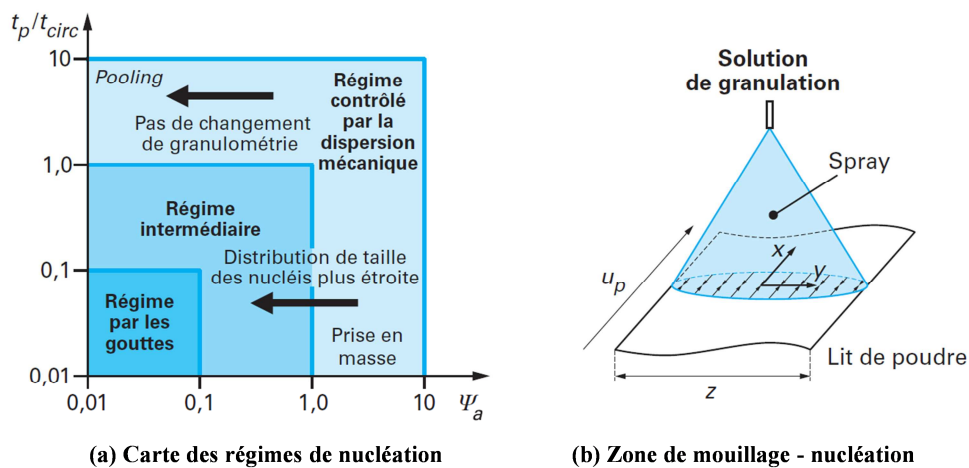 t_p/t_circ
10
1,0
0,1
0,01
0,01
0,1
1,0
10
Ψ_a
Pooling
Régime
contrôlé
par la
dispersion
mécanique
Pas de changement
de granulométrie
Régime
intermédiaire
Distribution de taille
des nucléis plus étroite
Régime
par les
gouttes
Prise en
masse
(a) Carte des régimes de nucléation
Solution
de granulation
Spray
x
y
u_p
Lit de poudre
z
(b) Zone de mouillage - nucléation